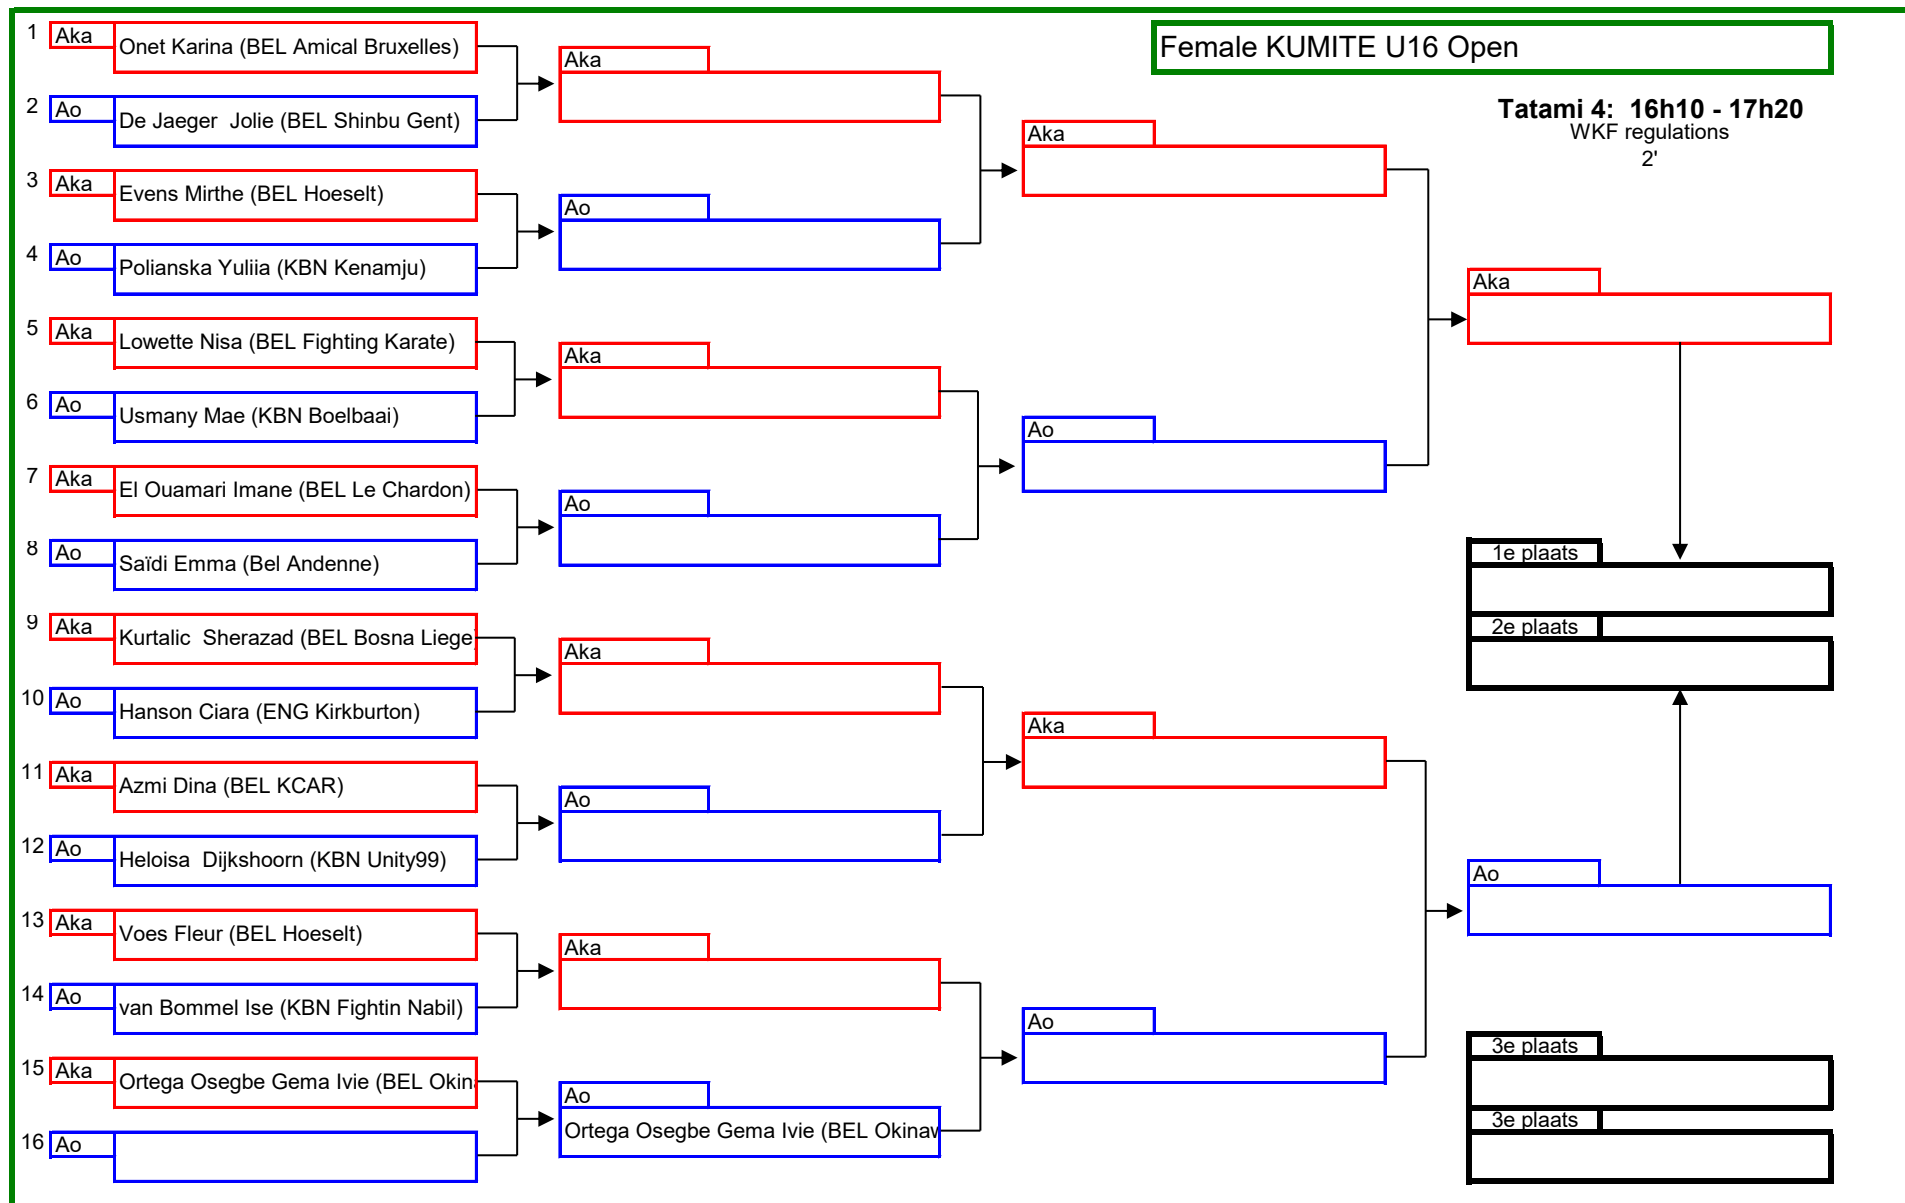 Female KUMITE U16 Open
Tatami 4:  16h10 - 17h20
WKF regulations
2'
1 Aka Onet Karina (BEL Amical Bruxelles)
2 Ao De Jaeger  Jolie (BEL Shinbu Gent)
3 Aka Evens Mirthe (BEL Hoeselt)
4 Ao Polianska Yuliia (KBN Kenamju)
5 Aka Lowette Nisa (BEL Fighting Karate)
6 Ao Usmany Mae (KBN Boelbaai)
7 Aka El Ouamari Imane (BEL Le Chardon)
8 Ao Saïdi Emma (Bel Andenne)
9 Aka Kurtalic  Sherazad (BEL Bosna Liege)
10 Ao Hanson Ciara (ENG Kirkburton)
11 Aka Azmi Dina (BEL KCAR)
12 Ao Heloisa  Dijkshoorn (KBN Unity99)
13 Aka Voes Fleur (BEL Hoeselt)
14 Ao van Bommel Ise (KBN Fightin Nabil)
15 Aka Ortega Osegbe Gema Ivie (BEL Okin
16 Ao
Aka
Ao
Aka
Ao
Aka
Ao
Aka
Ao
Ortega Osegbe Gema Ivie (BEL Okinaw
Aka
Ao
Aka
Ao
Aka
Ao
1e plaats
2e plaats
3e plaats
3e plaats